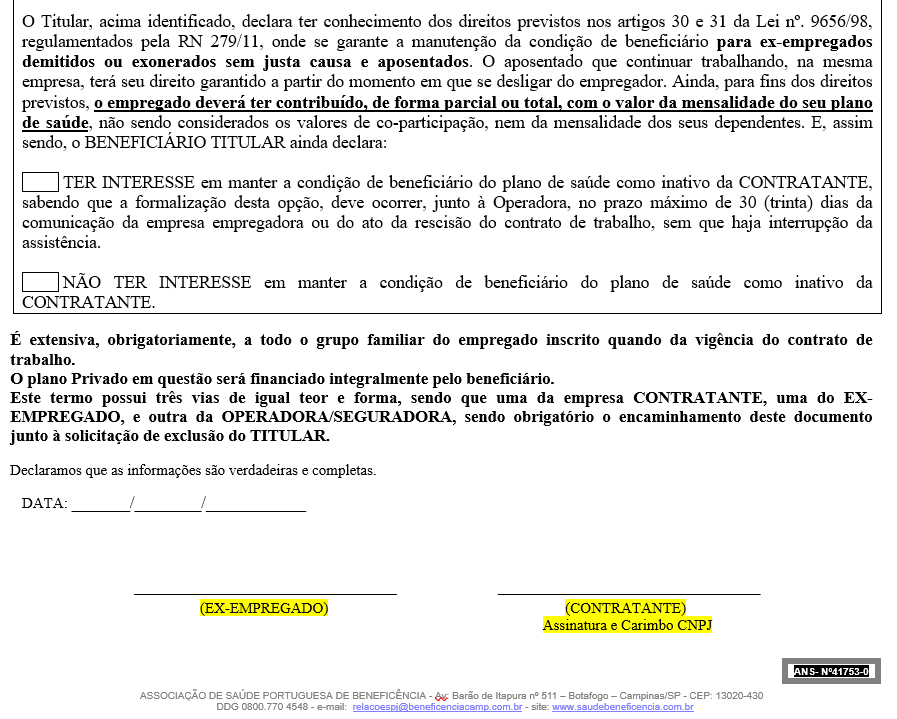 O Titular, acima identificado, declara ter conhecimento dos direitos previstos nos artigos 30 e 31 da Lei nº. 9656/98,
regulamentados pela RN 279/11, onde se garante a manutenção da condição de beneficiário para ex-empregados
demitidos ou exonerados sem justa causa e aposentados. O aposentado que continuar trabalhando, na mesma
empresa, terá seu direito garantido a partir do momento em que se desligar do empregador. Ainda, para fins dos direitos
previstos, o empregado deverá ter contribuído, de forma parcial ou total, com o valor da mensalidade do seu plano
de saúde, não sendo considerados os valores de co-participação, nem da mensalidade dos seus dependentes. E, assim
sendo, o BENEFICIÁRIO TITULAR ainda declara:
TER INTERESSE em manter a condição de beneficiário do plano de saúde como inativo da CONTRATANTE,
sabendo que a formalização desta opção, deve ocorrer, junto à Operadora, no prazo máximo de 30 (trinta) dias da
comunicação da empresa empregadora ou do ato da rescisão do contrato de trabalho, sem que haja interrupção da
assistência.
NÃO TER INTERESSE em manter a condição de beneficiário do plano de saúde como inativo da
CONTRATANTE.
É extensiva, obrigatoriamente, a todo o grupo familiar do empregado inscrito quando da vigência do contrato de
trabalho.
O plano Privado em questão será financiado integralmente pelo beneficiário.
Este termo possui três vias de igual teor e forma, sendo que uma da empresa CONTRATANTE, uma do EX-
EMPREGADO, e outra da OPERADORA/SEGURADORA, sendo obrigatório o encaminhamento deste documento
junto à solicitação de exclusão do TITULAR.
Declaramos que as informações são verdadeiras e completas.
DATA: ________/_________/_____________
(EX-EMPREGADO) (CONTRATANTE)
Assinatura e Carimbo CNPJ
ANS- Nº41753-0
ASSOCIAÇÃO DE SAÚDE PORTUGUESA DE BENEFICÊNCIA - Av: Barão de Itapura nº 511 – Botafogo – Campinas/SP - CEP: 13020-430
DDG 0800.770 4548 - e-mail: relacoespj@beneficenciacamp.com.br - site: www.saudebeneficencia.com.br